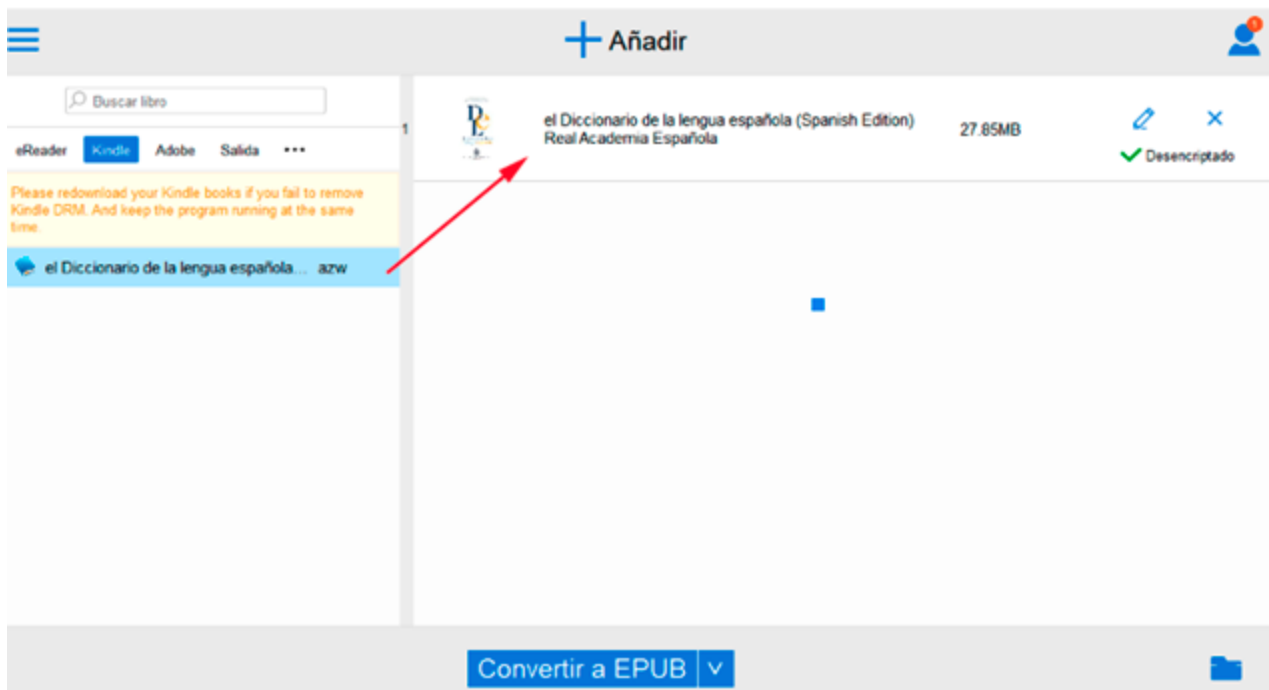 + Añadir
Buscar libro
eReader Kindle Adobe Salida •••
Please redownload your Kindle books if you fail to remove
Kindle DRM. And keep the program running at the same
time.
el Diccionario de la lengua española... azw
1
el Diccionario de la lengua española (Spanish Edition)
Real Academia Española
27.85MB
Desencriptado
Convertir a EPUB